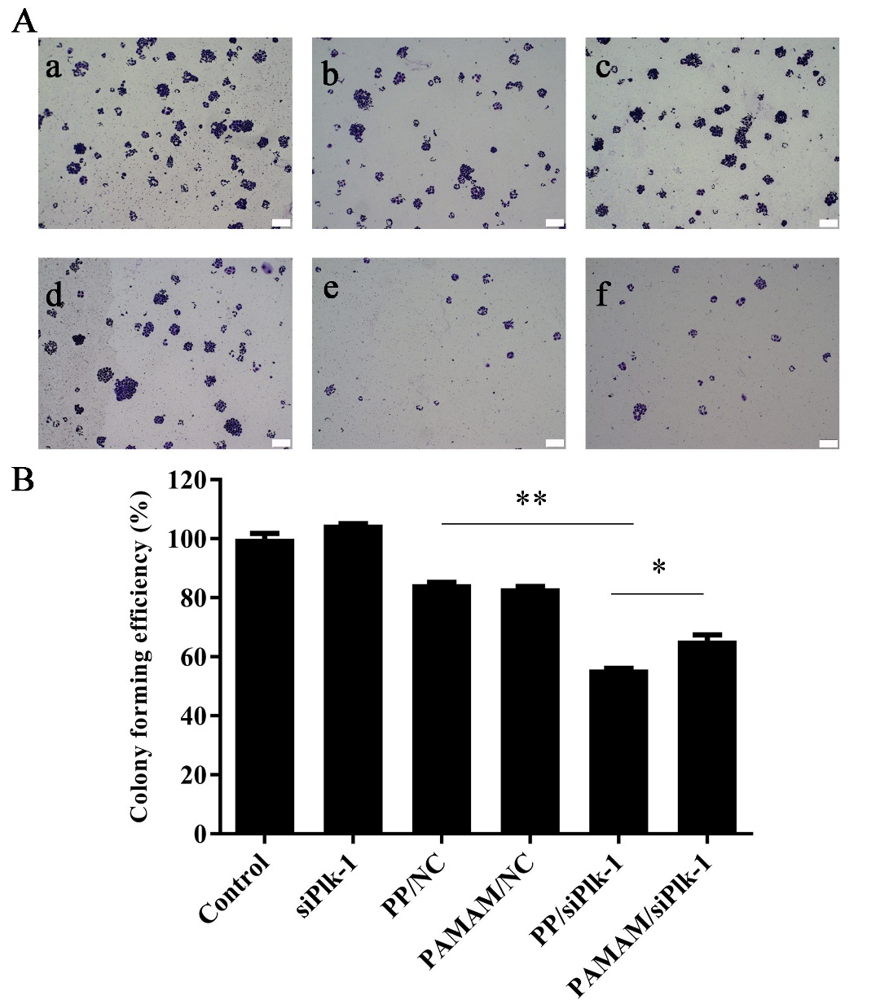 A
a
b
c
d
e
f
B
Colony forming efficiency (%)
120
100
80
60
40
20
0
**
*
Control
siPlk-1
PP/NC
PAMAM/NC
PP/siPlk-1
PAMAM/siPlk-1